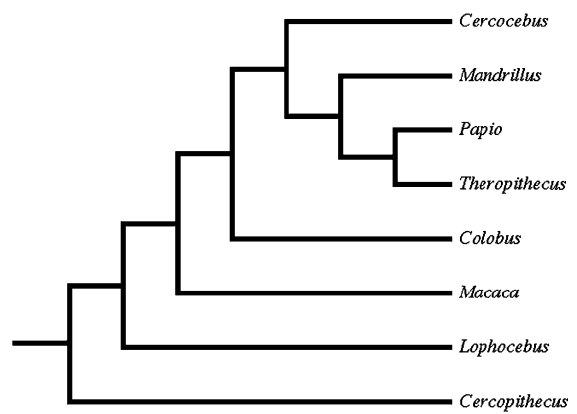 Cercocebus
Mandrillus
Papio
Theropithecus
Colobus
Macaca
Lophocebus
Cercopithecus